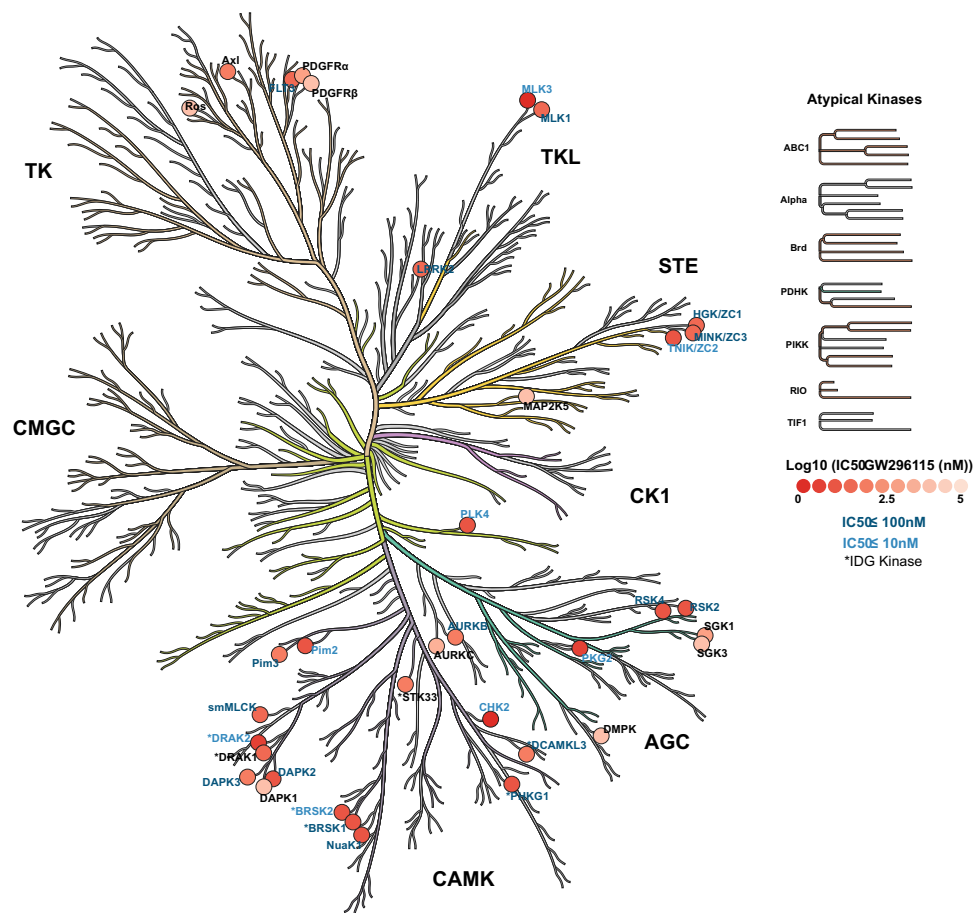 Axl
PDGFRα
FLT3
PDGFRβ
Ros
TK
MLK3
MLK1
TKL
LRRK2
STE
HGK/ZC1
MINK/ZC3
TNIK/ZC2
MAP2K5
CMGC
CK1
PLK4
RSK4
RSK2
AURKB
SGK1
AURKC
SGK3
PKG2
Pim2
Pim3
*STK33
smMLCK
CHK2
DMPK
*DRAK2
*DRAK1
*DCAMKL3
AGC
DAPK3
DAPK2
DAPK1
*PHKG1
*BRSK2
*BRSK1
CAMK
Atypical Kinases
ABC1
Alpha
Brd
PDHK
PIKK
RIO
TIF1
Log10 (IC50GW296115 (nM))
0 2.5 5
IC50≤ 100nM
IC50≤ 10nM
*IDG Kinase